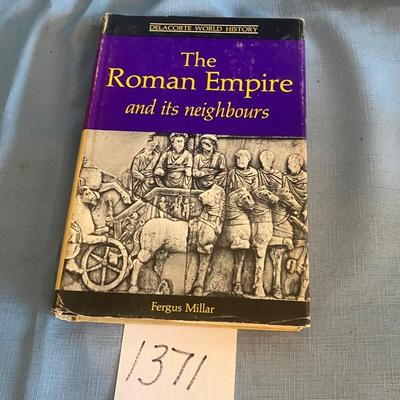 DELACORTE WORLD HISTORY
The
Roman Empire
and its neighbours
Fergus Millar
1371